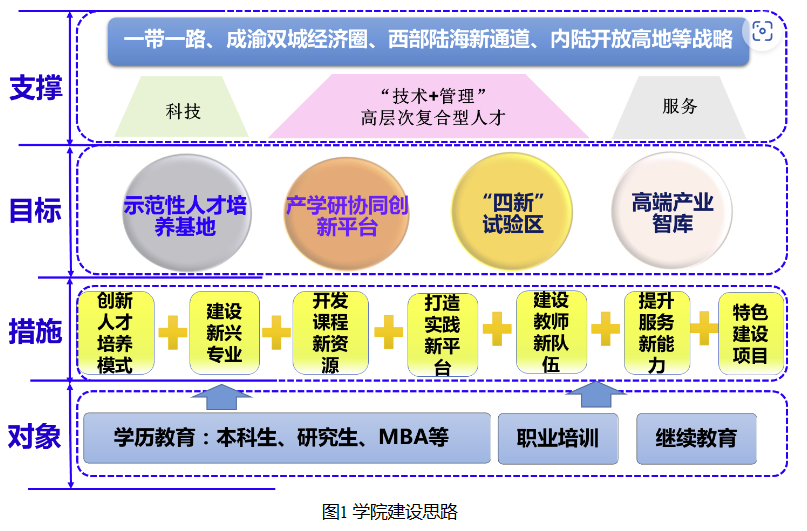 支撑
一带一路、成渝双城经济圈、西部陆海新通道、内陆开放高地等战略
科技
“技术+管理”
高层次复合型人才
服务
目标
示范性人才培
养基地
产学研协同创
新平台
“四新”
试验区
高端产业
智库
措施
创新
人才
培养
模式
建设
新兴
专业
开发
课程
新资
源
打造
实践
新平
台
建设
教师
新队
伍
提升
服务
新能
力
特色
建设
项目
对象
学历教育：本科生、研究生、MBA等
职业培训
继续教育
图1 学院建设思路